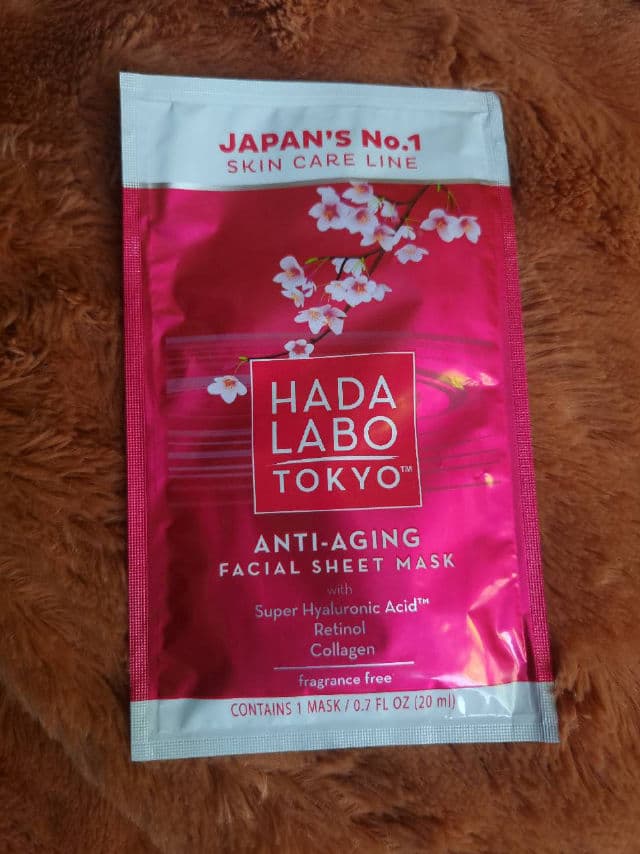 JAPAN'S No.1
SKIN CARE LINE
HADA
LABO
TOKYO™
ANTI-AGING
FACIAL SHEET MASK
with
Super Hyaluronic Acid™
Retinol
Collagen
fragrance free
CONTAINS 1 MASK / 0.7 FL OZ (20 ml)